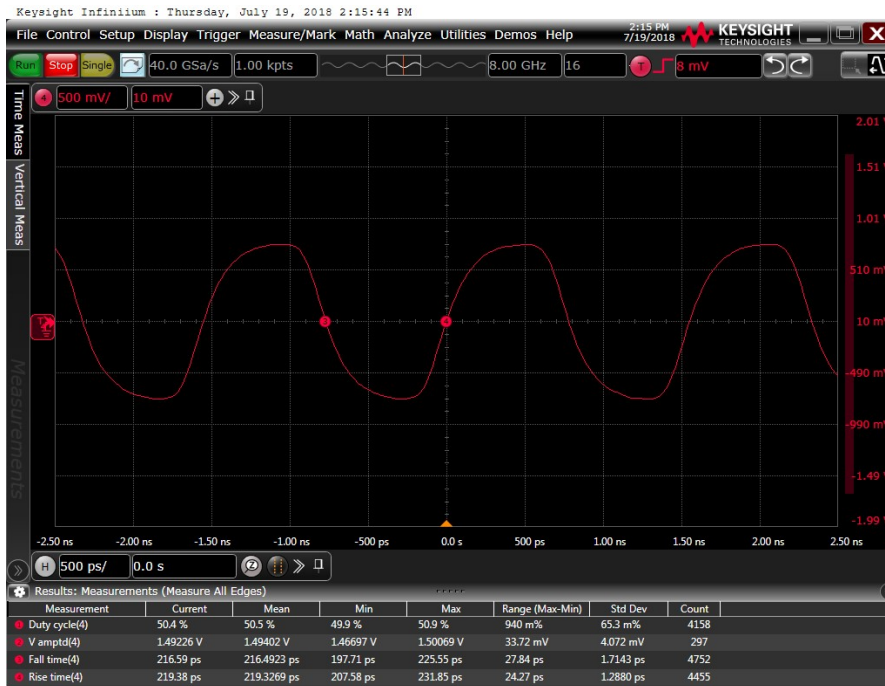 Keysight Infiniium : Thursday, July 19, 2018 2:15:44 PM
File Control Setup Display Trigger Measure/Mark Math Analyze Utilities Demos Help 2:15 PM 7/19/2018 KEYSIGHT TECHNOLOGIES X
Run Stop Single 40.0 GSa/s 1.00 kpts 8.00 GHz 16 T 8 mV
4 500 mV/ 10 mV +
Time Meas
Vertical Meas
Measurements
2.01 V
1.51 V
1.01 V
510 mV
3 4 10 mV
-490 mV
-990 mV
-1.49 V
-1.99 V
-2.50 ns -2.00 ns -1.50 ns -1.00 ns -500 ps 0.0 s 500 ps 1.00 ns 1.50 ns 2.00 ns 2.50 ns
H 500 ps/ 0.0 s
Results: Measurements (Measure All Edges)
Measurement Current Mean Min Max Range (Max-Min) Std Dev Count
Duty cycle(4) 50.4 % 50.5 % 49.9 % 50.9 % 940 m% 65.3 m% 4158
V amptd(4) 1.49226 V 1.49402 V 1.46697 V 1.50069 V 33.72 mV 4.072 mV 297
3 Fall time(4) 216.59 ps 216.4923 ps 197.71 ps 225.55 ps 27.84 ps 1.7143 ps 4752
4 Rise time(4) 219.38 ps 219.3269 ps 207.58 ps 231.85 ps 24.27 ps 1.2880 ps 4455